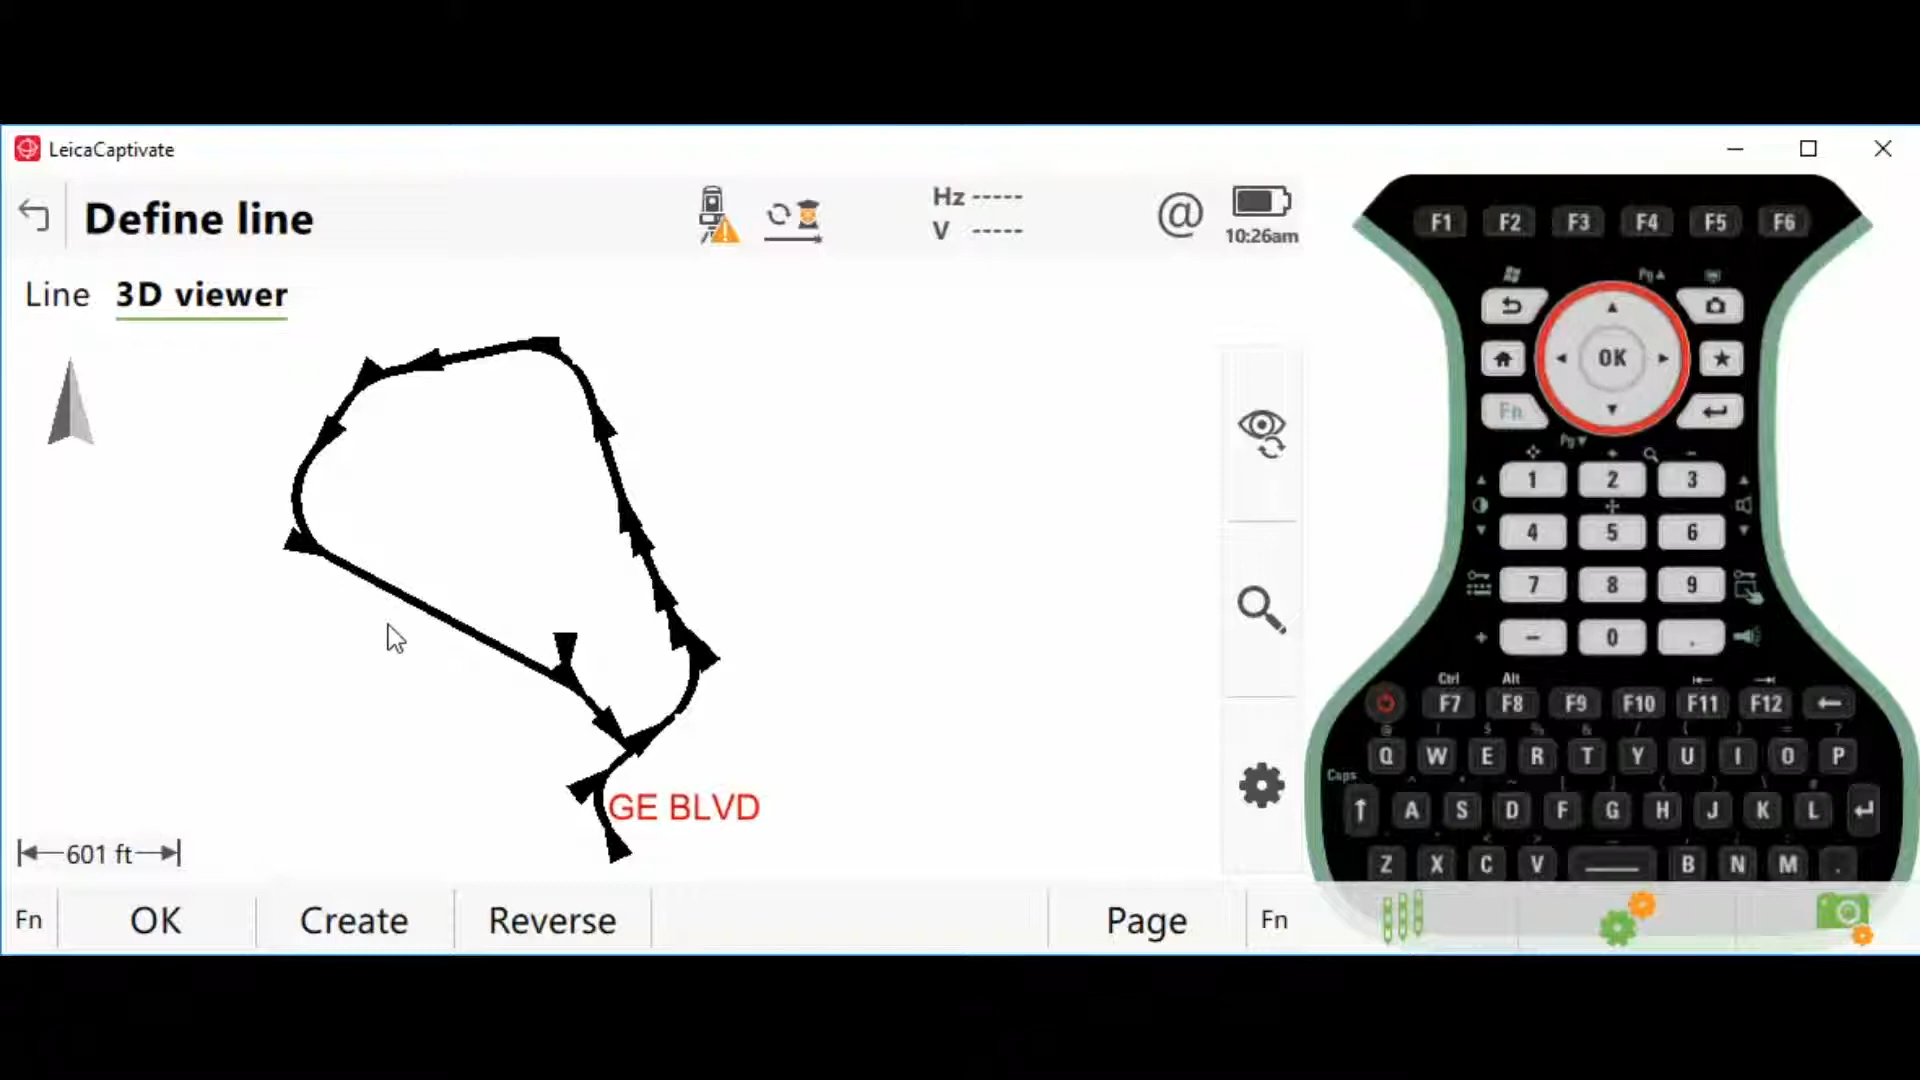 LeicaCaptivate
Define line
Hz -----
V -----
@
10:26am
Line 3D viewer
GE BLVD
601 ft
Fn OK Create Reverse Page Fn
F1 F2 F3 F4 F5 F6
Pg▲
OK
Fn
Pg▼
1 2 3
4 5 6
7 8 9
+ - 0 .
Ctrl Alt
F7 F8 F9 F10 F11 F12
Q W E R T Y U I O P
Caps
A S D F G H J K L
Z X C V B N M .